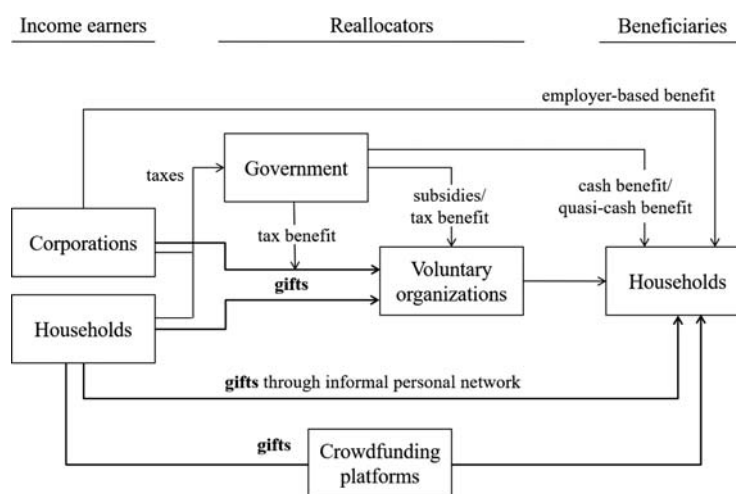 Income earners
Reallocators
Beneficiaries
employer-based benefit
Government
taxes
subsidies/
tax benefit
cash benefit/
quasi-cash benefit
Corporations
tax benefit
gifts
Voluntary
organizations
Households
Households
gifts through informal personal network
gifts
Crowdfunding
platforms